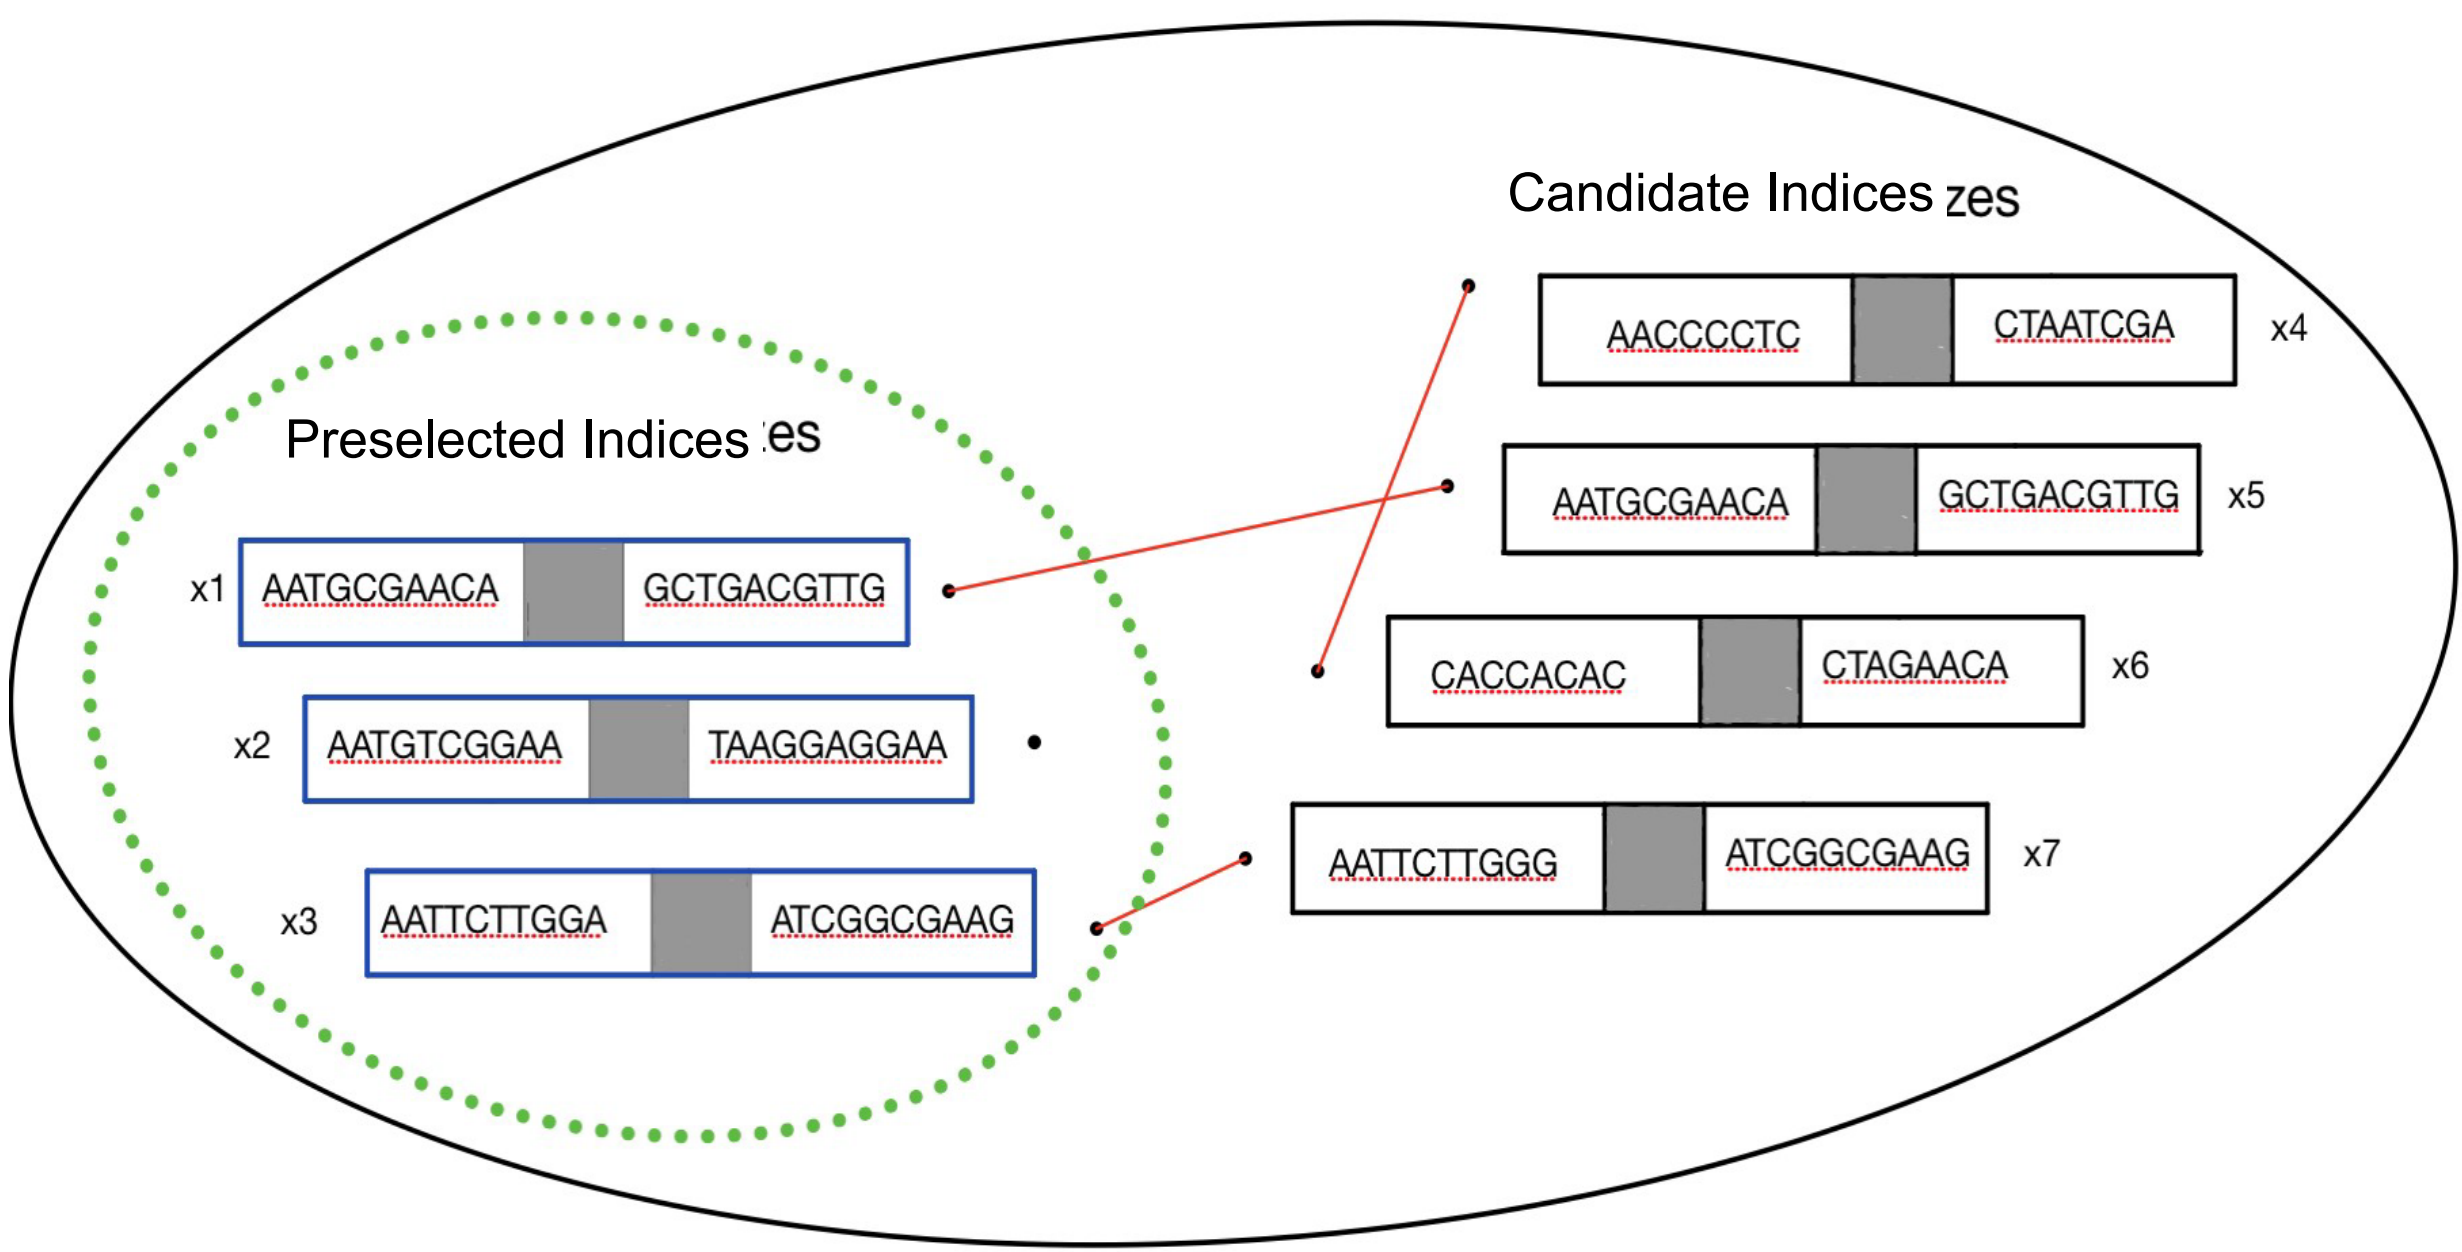 Candidate Indices zes
AACCCCTC CTAATCGA x4
AATGCGAACA GCTGACGTTG x5
CACCACAC CTAGAACA x6
AATTCTTGGG ATCGGCGAAG x7
Preselected Indices es
x1 AATGCGAACA GCTGACGTTG
x2 AATGTCGGAA TAAGGAGGAA
x3 AATTCTTGGA ATCGGCGAAG